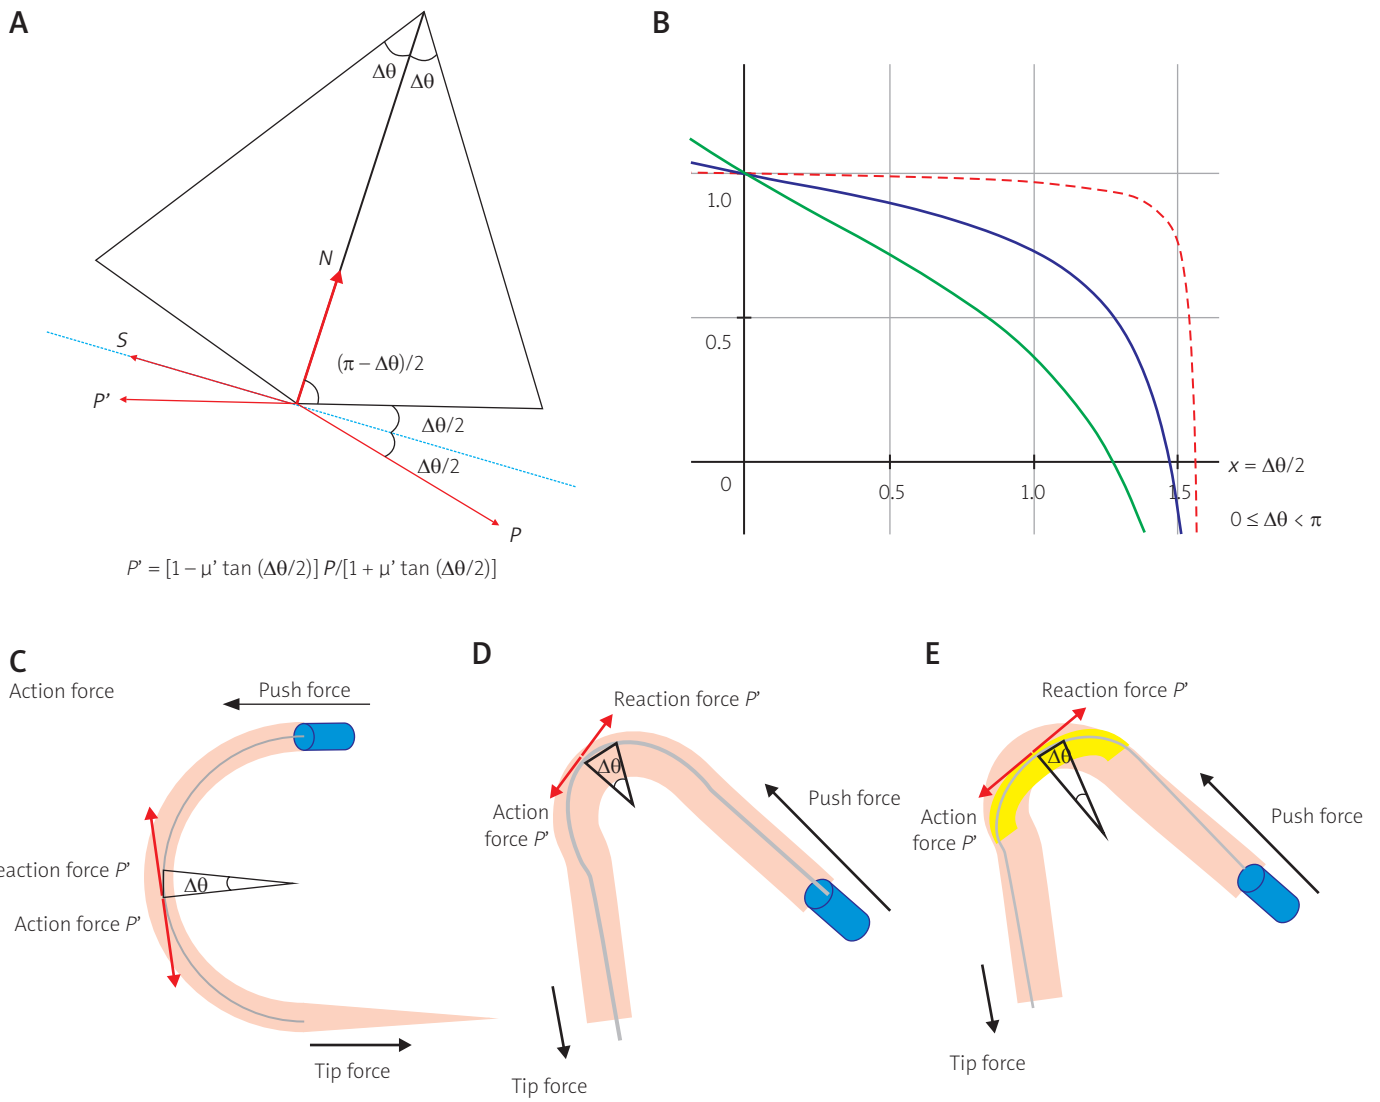 A
Δθ
Δθ
N
(π – Δθ)/2
S
P’
Δθ/2
Δθ/2
P
P’ = [1 – μ’ tan (Δθ/2)] P/[1 + μ’ tan (Δθ/2)]
B
1.0
0.5
0
0.5
1.0
1.5
x = Δθ/2
0 ≤ Δθ < π
C
Action force
Push force
eaction force P’
Δθ
Action force P’
Tip force
D
Reaction force P’
Δθ
Action
force P’
Push force
Tip force
E
Reaction force P’
Δθ
Action
force P’
Push force
Tip force